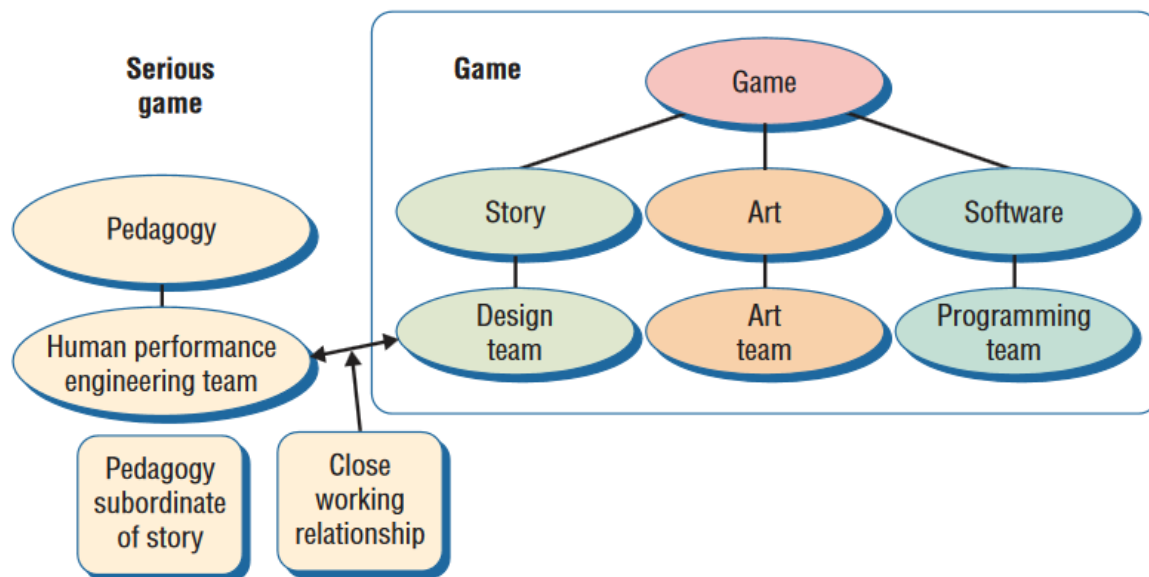 Serious
game
Game
Game
Pedagogy
Story
Art
Software
Human performance
engineering team
Design
team
Art
team
Programming
team
Pedagogy
subordinate
of story
Close
working
relationship